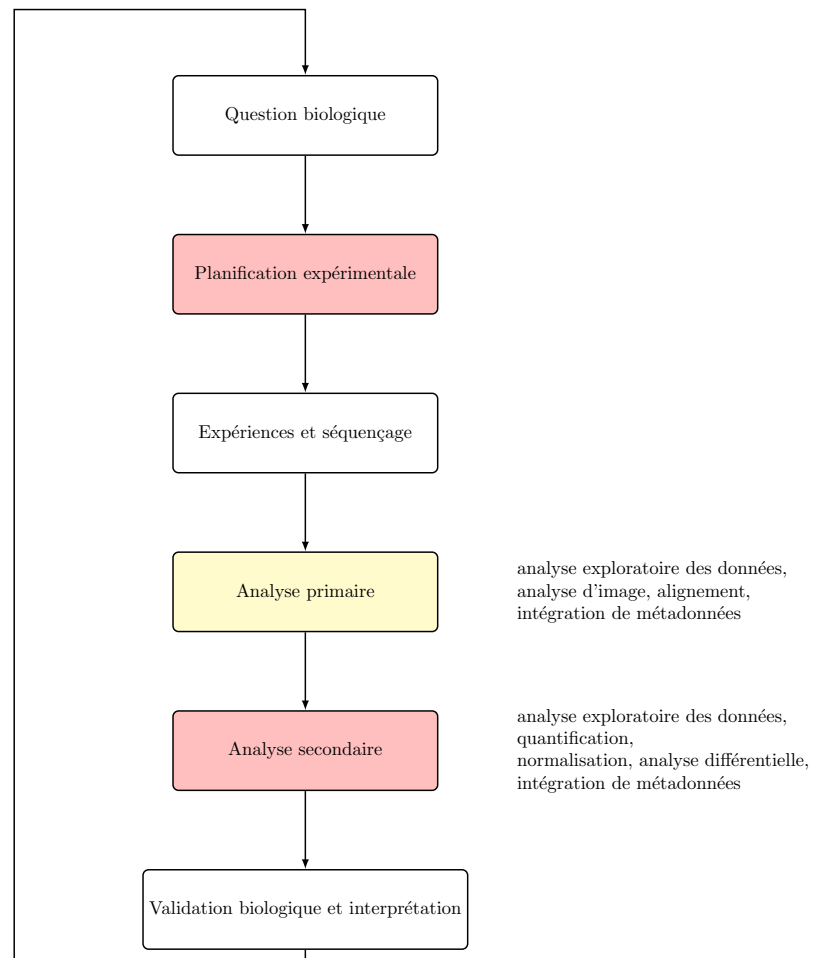 Question biologique
Planification expérimentale
Expériences et séquençage
Analyse primaire
analyse exploratoire des données,
analyse d'image, alignement,
intégration de métadonnées
Analyse secondaire
analyse exploratoire des données,
quantification,
normalisation, analyse différentielle,
intégration de métadonnées
Validation biologique et interprétation